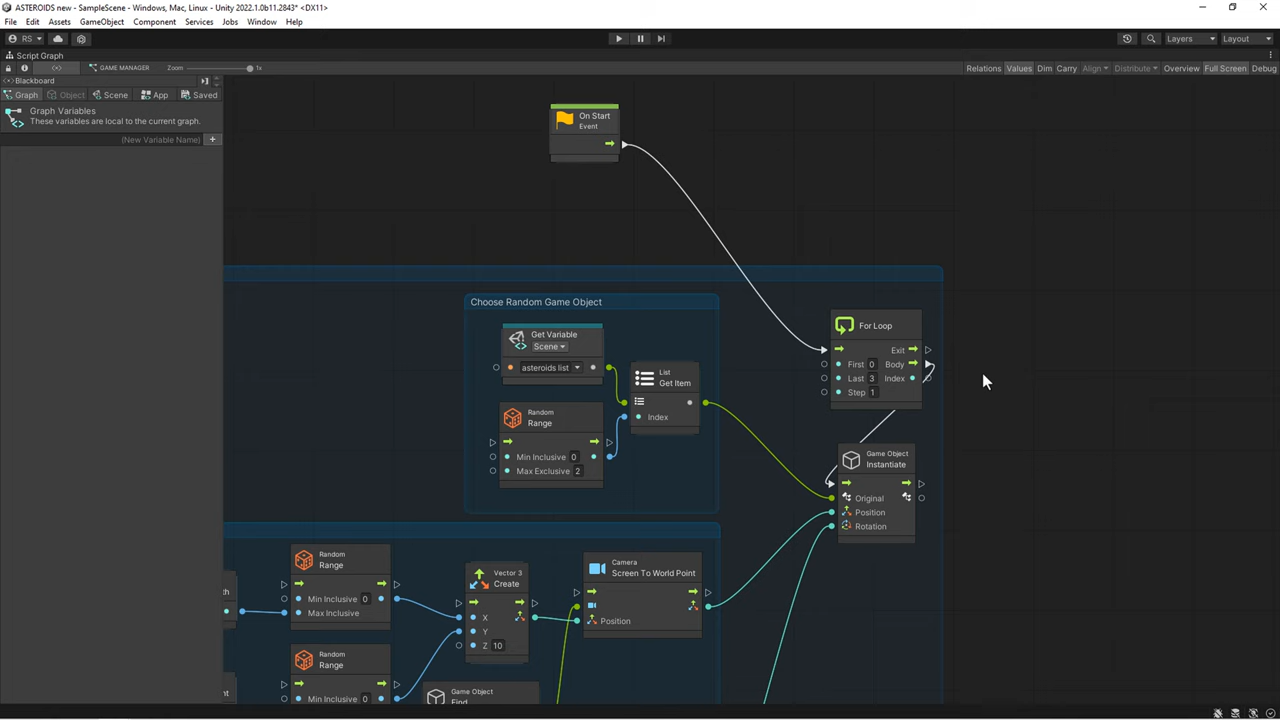 ASTEROIDS new - SampleScene - Windows, Mac, Linux - Unity 2022.1.0b11.2843* <DX11>
File Edit Assets GameObject Component Services Jobs Window Help
RS Layers Layout
Script Graph
GAME MANAGER Zoom 1x Relations Values Dim Carry Align Distribute Overview Full Screen Debug
Blackboard
Graph Object Scene App Saved
Graph Variables
These variables are local to the current graph.
(New Variable Name)
On Start
Event
Choose Random Game Object
Get Variable
Scene
asteroids list
List
Get Item
Index
Random
Range
Min Inclusive 0
Max Exclusive 2
For Loop
Exit
First 0 Body
Last 3 Index
Step 1
Game Object
Instantiate
Original
Position
Rotation
Random
Range
Min Inclusive 0
Max Inclusive
Vector 3
Create
X
Y
Z 10
Camera
Screen To World Point
Position
Random
Range
Min Inclusive 0
Game Object
Find